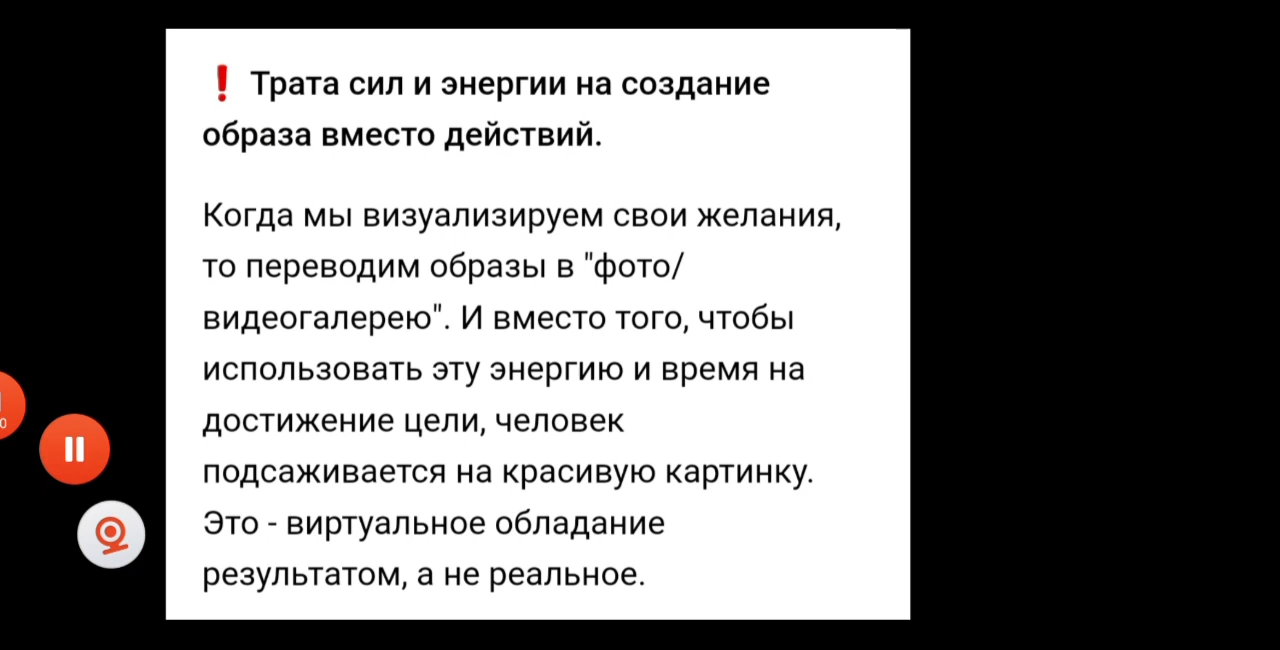 ❗ Трата сил и энергии на создание
образа вместо действий.
Когда мы визуализируем свои желания,
то переводим образы в "фото/
видеогалерею". И вместо того, чтобы
использовать эту энергию и время на
достижение цели, человек
подсаживается на красивую картинку.
Это - виртуальное обладание
результатом, а не реальное.